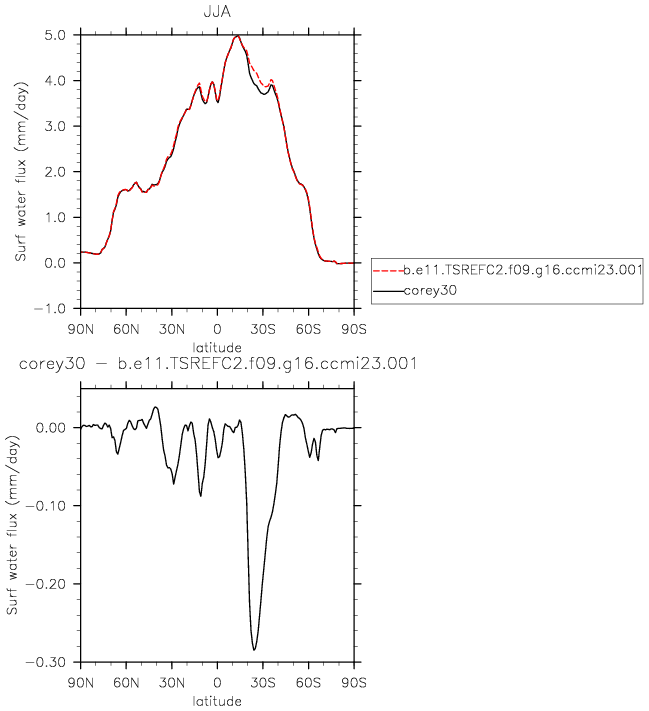 JJA
Surf water flux (mm/day)
5.0
4.0
3.0
2.0
1.0
0.0
−1.0
90N 60N 30N 0 30S 60S 90S
latitude
b.e11.TSREFC2.f09.g16.ccmi23.001
corey30
corey30 − b.e11.TSREFC2.f09.g16.ccmi23.001
Surf water flux (mm/day)
0.00
−0.10
−0.20
−0.30
90N 60N 30N 0 30S 60S 90S
latitude